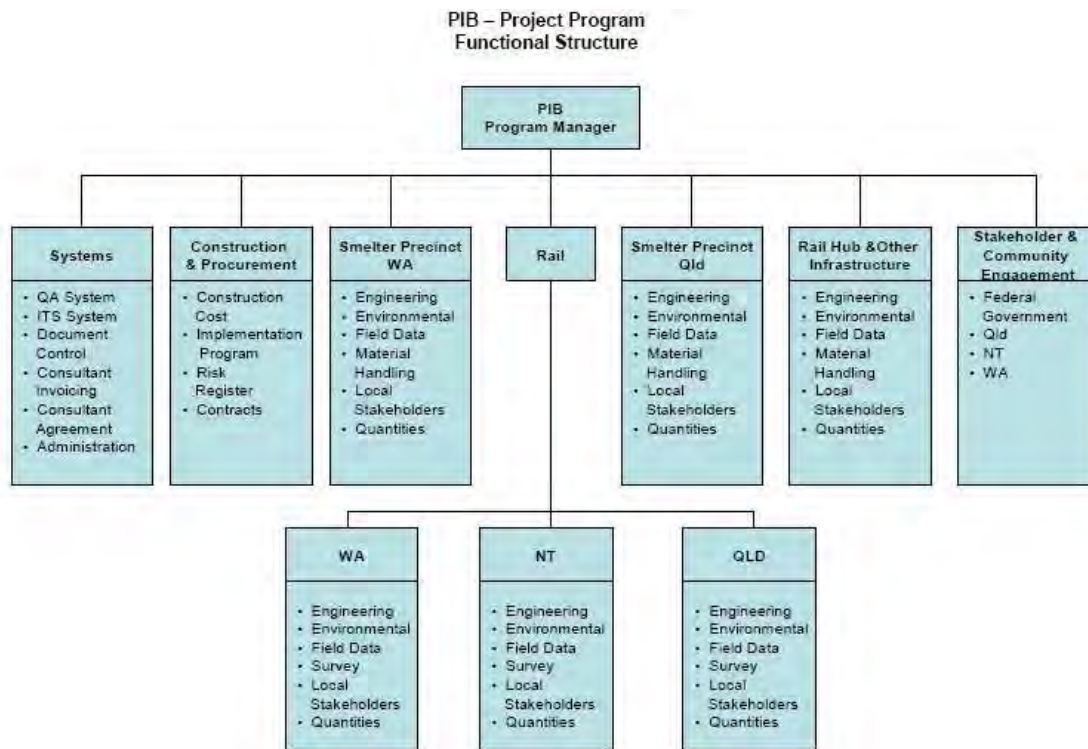 PIB – Project Program
Functional Structure
PIB
Program Manager
Systems
• QA System
• ITS System
• Document
Control
• Consultant
Invoicing
• Consultant
Agreement
• Administration
Construction
& Procurement
• Construction
Cost
• Implementation
Program
• Risk
Register
• Contracts
Smelter Precinct
WA
• Engineering
• Environmental
• Field Data
• Material
Handling
• Local
Stakeholders
• Quantities
Rail
Smelter Precinct
Qld
• Engineering
• Environmental
• Field Data
• Material
Handling
• Local
Stakeholders
• Quantities
Rail Hub &Other
Infrastructure
• Engineering
• Environmental
• Field Data
• Material
Handling
• Local
Stakeholders
• Quantities
Stakeholder &
Community
Engagement
• Federal
Government
• Qld
• NT
• WA
WA
• Engineering
• Environmental
• Field Data
• Survey
• Local
Stakeholders
• Quantities
NT
• Engineering
• Environmental
• Field Data
• Survey
• Local
Stakeholders
• Quantities
QLD
• Engineering
• Environmental
• Field Data
• Survey
• Local
Stakeholders
• Quantities